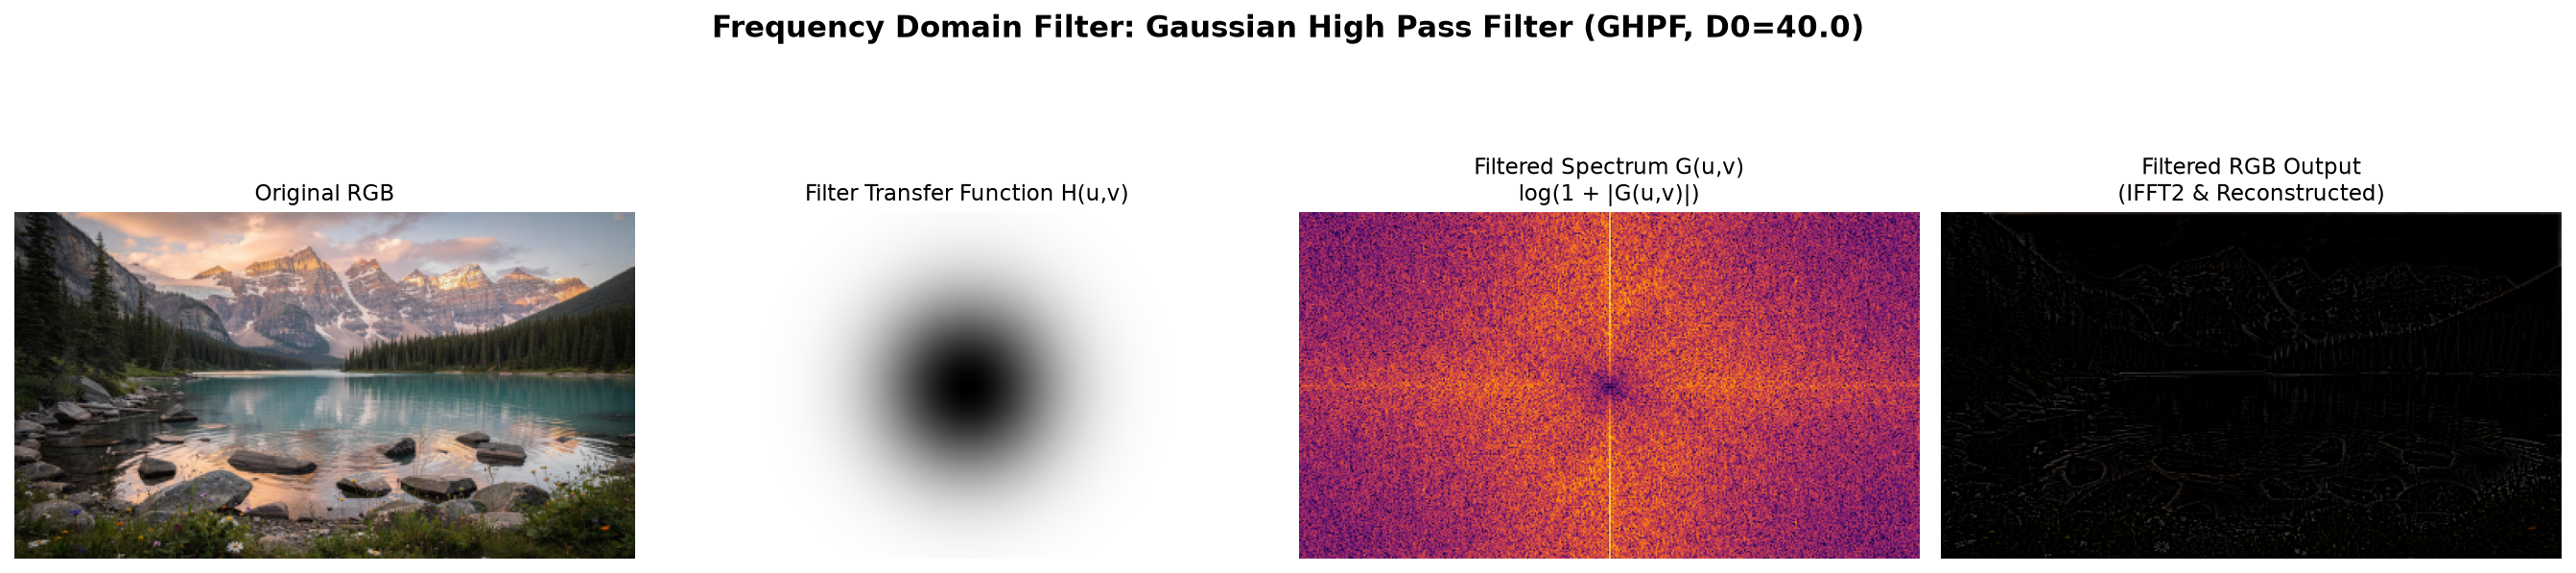 Frequency Domain Filter: Gaussian High Pass Filter (GHPF, D0=40.0)
Original RGB
Filter Transfer Function H(u,v)
Filtered Spectrum G(u,v)
log(1 + |G(u,v)|)
Filtered RGB Output
(IFFT2 & Reconstructed)